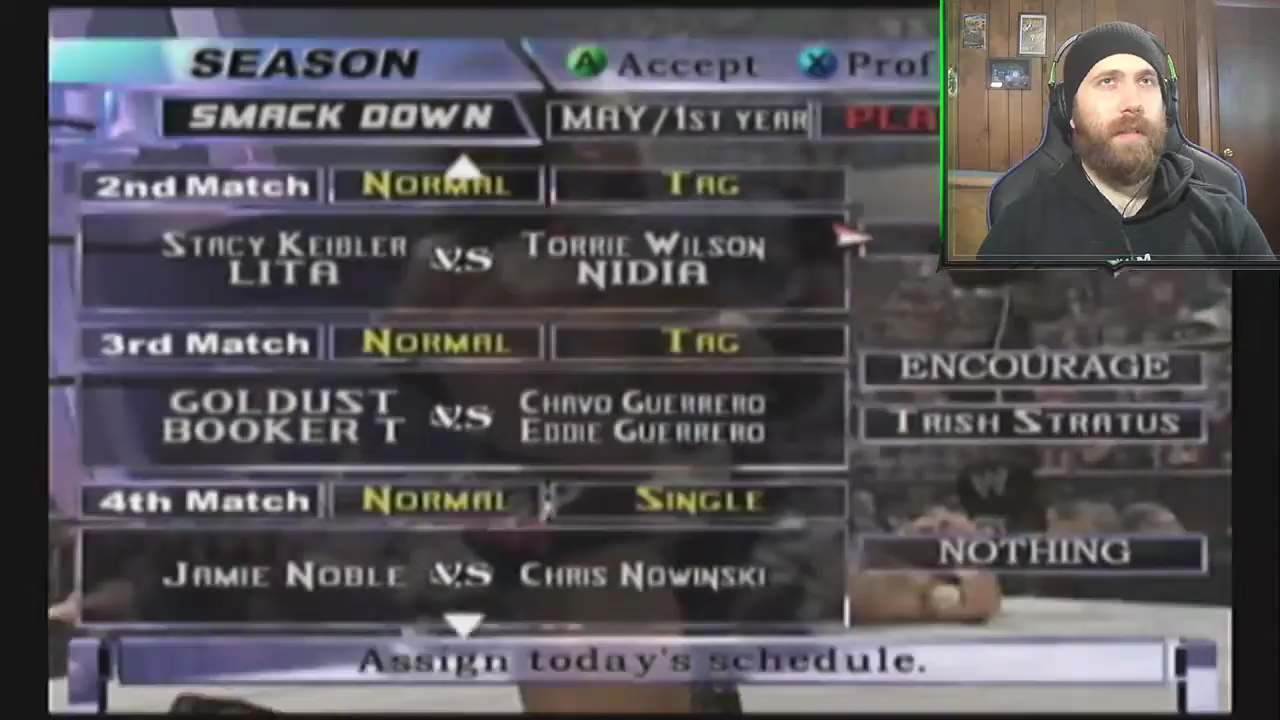 SEASON
A Accept X Prof
SMACK DOWN MAY/1ST YEAR PLA
2nd Match NORMAL TAG
STACY KEIBLER VS TORRIE WILSON
LITA NIDIA
3rd Match NORMAL TAG
GOLDUST VS CHAVO GUERRERO
BOOKER T EDDIE GUERRERO
4th Match NORMAL SINGLE
JAMIE NOBLE VS CHRIS NOWINSKI
ENCOURAGE
TRISH STRATUS
NOTHING
Assign today's schedule.